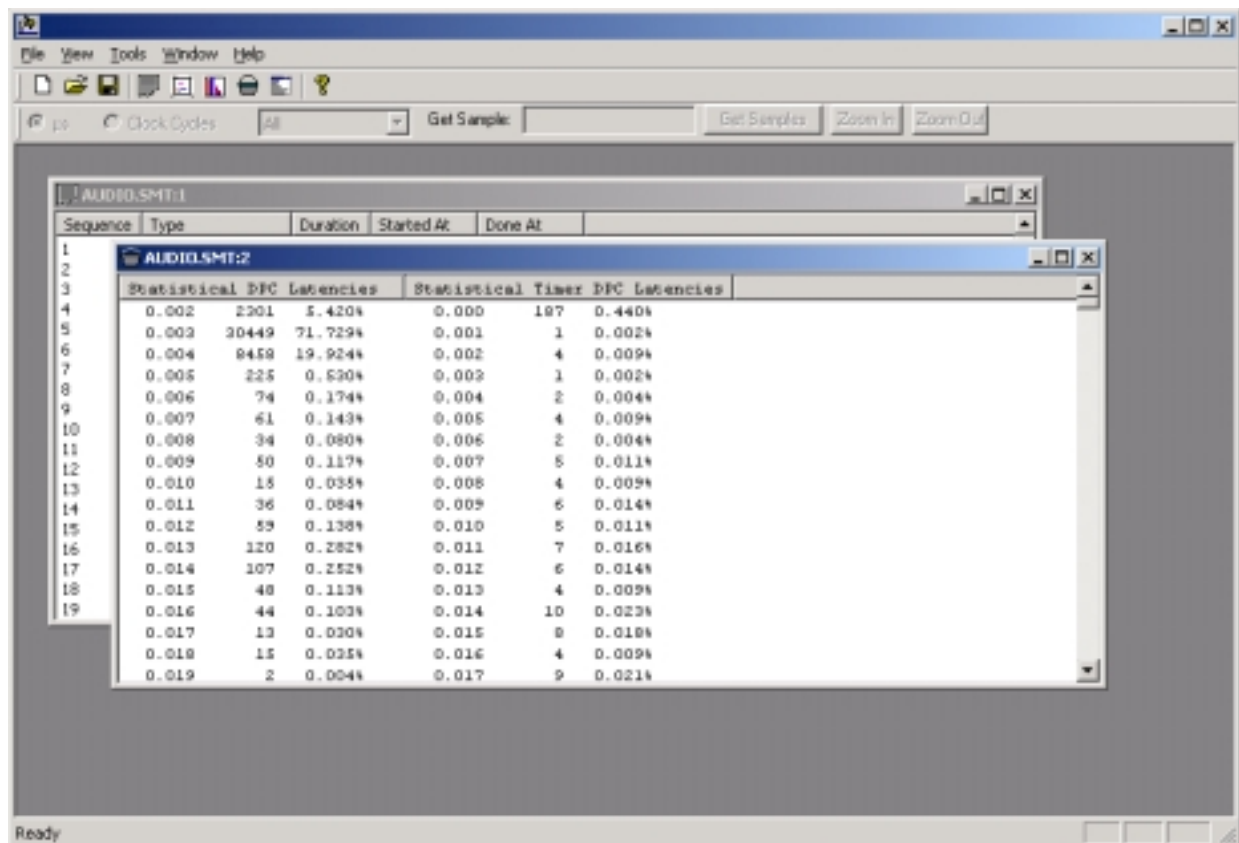 File View Tools Window Help
µs Clock Cycles All Get Sample: Get Samples Zoom In Zoom Out
AUDIO.SMT:1
Sequence Type Duration Started At Done At
1
2
3
4
5
6
7
8
9
10
11
12
13
14
15
16
17
18
19
AUDIO.SMT:2
Statistical DPC Latencies Statistical Timer DPC Latencies
0.002 2301 5.420% 0.000 187 0.440%
0.003 30449 71.729% 0.001 1 0.002%
0.004 8458 19.924% 0.002 4 0.009%
0.005 225 0.530% 0.003 1 0.002%
0.006 74 0.174% 0.004 2 0.004%
0.007 61 0.143% 0.005 4 0.009%
0.008 34 0.080% 0.006 2 0.004%
0.009 50 0.117% 0.007 5 0.011%
0.010 15 0.035% 0.008 4 0.009%
0.011 36 0.084% 0.009 6 0.014%
0.012 59 0.138% 0.010 5 0.011%
0.013 120 0.282% 0.011 7 0.016%
0.014 107 0.252% 0.012 6 0.014%
0.015 48 0.113% 0.013 4 0.009%
0.016 44 0.103% 0.014 10 0.023%
0.017 13 0.030% 0.015 8 0.018%
0.018 15 0.035% 0.016 4 0.009%
0.019 2 0.004% 0.017 9 0.021%
Ready